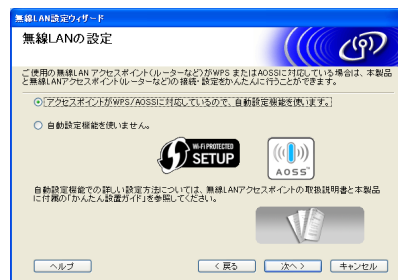 無線LAN設定ウィザード
無線LANの設定
ご使用の無線LAN アクセスポイント(ルーターなど)がWPS またはAOSSに対応している場合は、本製品
と無線LANアクセスポイント(ルーターなど)の接続・設定をかんたんに行うことができます。
アクセスポイントがWPS/AOSSに対応しているので、自動設定機能を使います。
自動設定機能を使いません。
Wi-Fi PROTECTED
SETUP
AOSS
自動設定機能での詳しい設定方法については、無線LANアクセスポイントの取扱説明書と本製品
に付属の「かんたん設置ガイド」を参照してください。
ヘルプ
< 戻る
次へ >
キャンセル